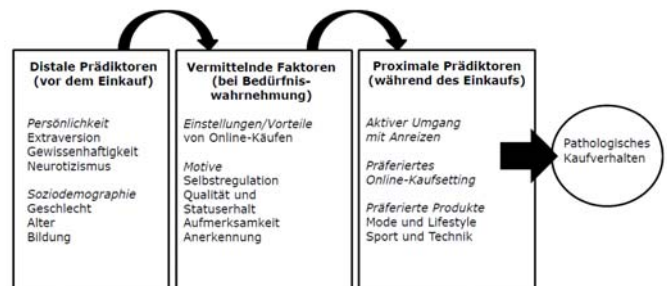 Distale Prädiktoren
(vor dem Einkauf)
Persönlichkeit
Extraversion
Gewissenhaftigkeit
Neurotizismus
Soziodemographie
Geschlecht
Alter
Bildung
Vermittelnde Faktoren
(bei Bedürfnis-
wahrnehmung)
Einstellungen/Vorteile
von Online-Käufen
Motive
Selbstregulation
Qualität und
Statuserhalt
Aufmerksamkeit
Anerkennung
Proximale Prädiktoren
(während des Einkaufs)
Aktiver Umgang
mit Anreizen
Präferiertes
Online-Kaufsetting
Präferierte Produkte
Mode und Lifestyle
Sport und Technik
Pathologisches
Kaufverhalten